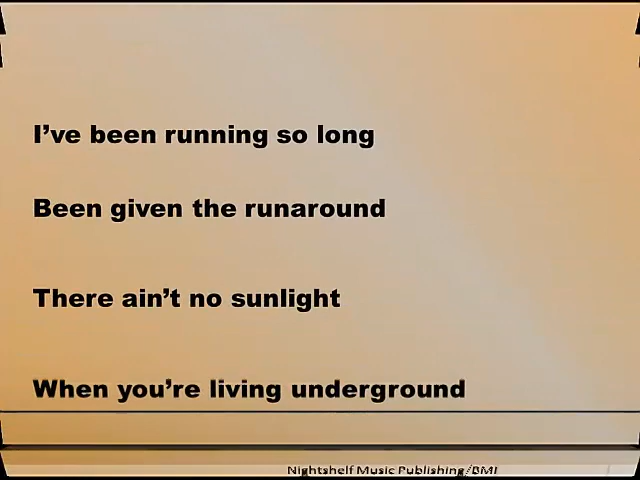 I’ve been running so long
Been given the runaround
There ain’t no sunlight
When you’re living underground
Nightshelf Music Publishing/BMI